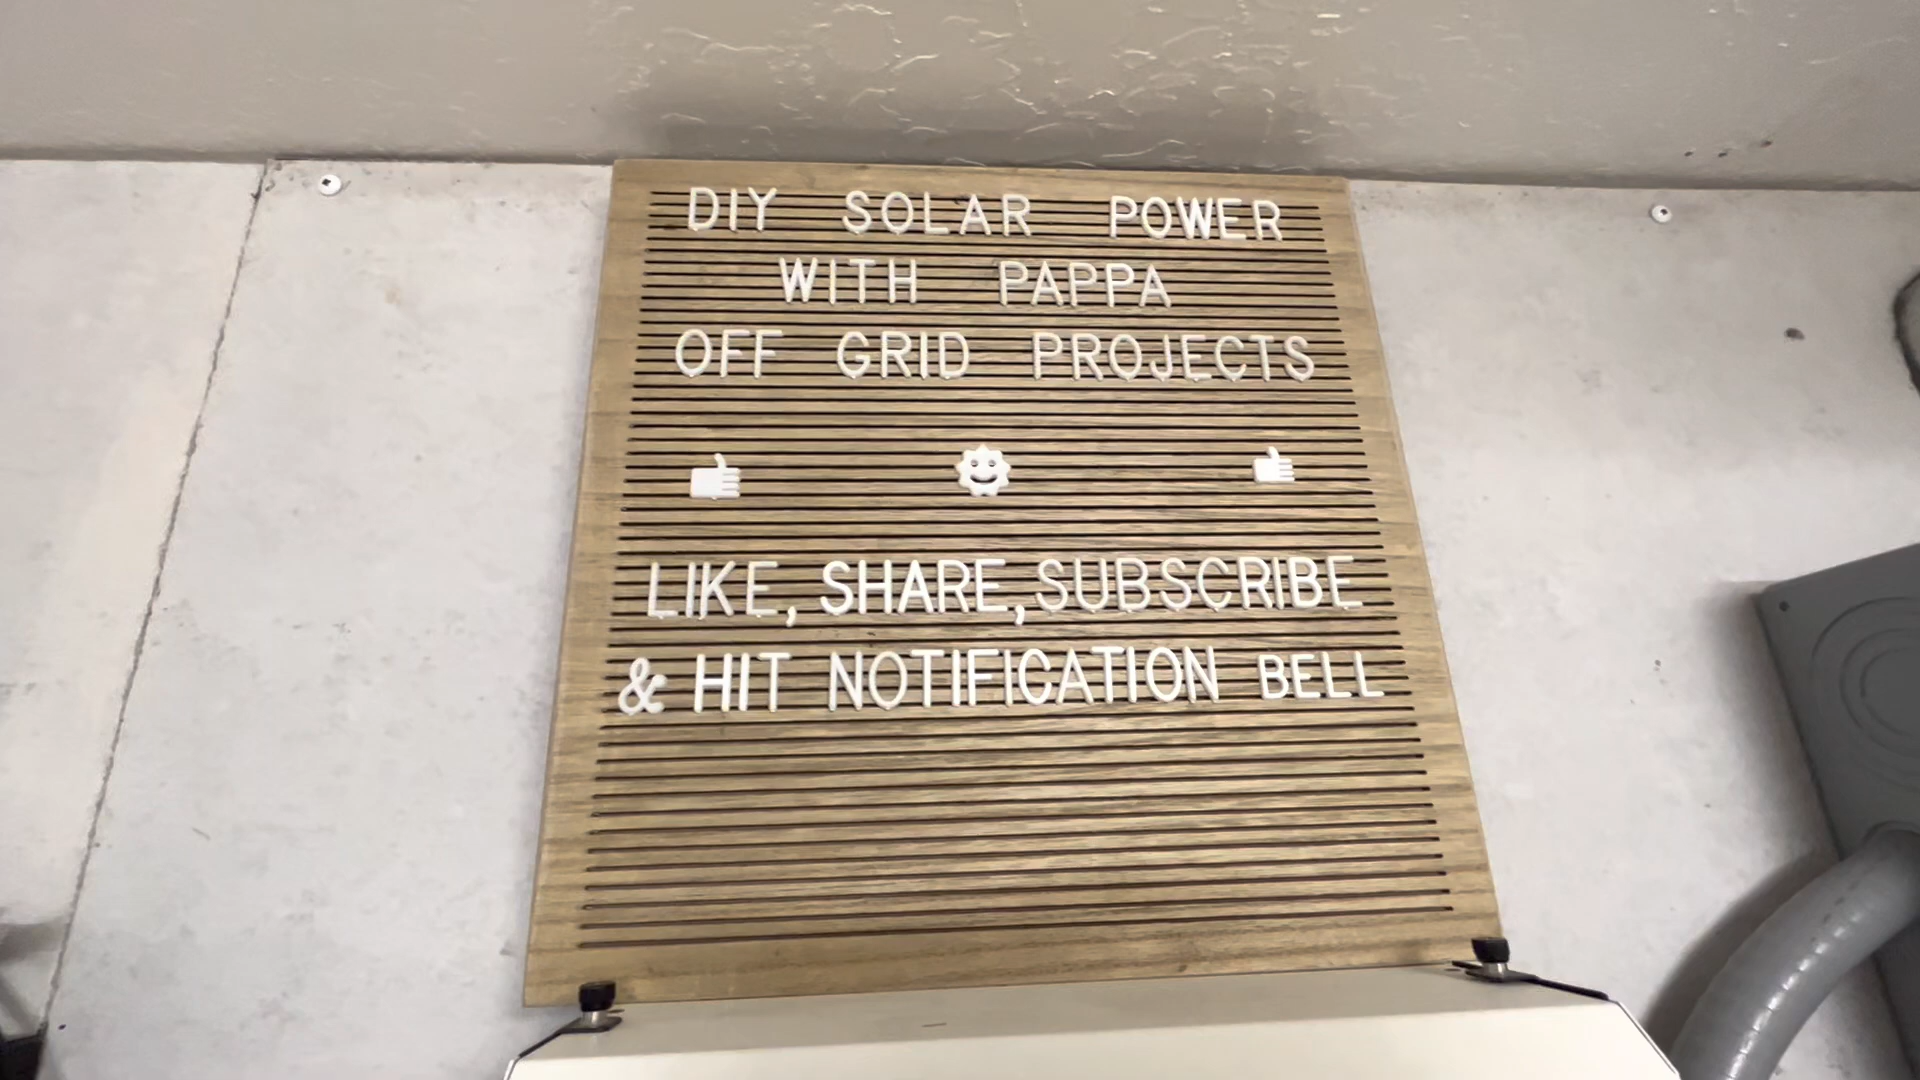 DIY SOLAR POWER
WITH PAPPA
OFF GRID PROJECTS
LIKE, SHARE, SUBSCRIBE
& HIT NOTIFICATION BELL